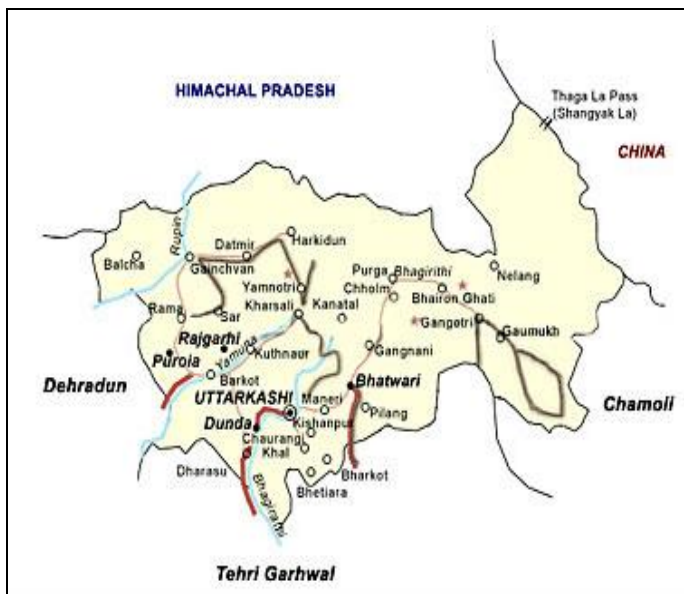 HIMACHAL PRADESH
Thaga La Pass
(Shangyak La)
CHINA
Rupin
Balcha
Gainchvan
Datmir
Harkidun
Yamnotri
Purga
Bhagirithi
Nelang
Chholm
Bhairon Ghati
Rama
Sar
Kharsali
Kanatal
Gangotri
Gaumukh
Rajgarhi
Yamuna
Kuthnaur
Gangnani
Purola
Dehradun
Barkot
Bhatwari
Chamoli
UTTARKASHI
Maneri
Dunda
Kishanpur
Pilang
Chaurangi
Khal
Dharasu
Bharkot
Bhetiara
Bhagirathi
Tehri Garhwal